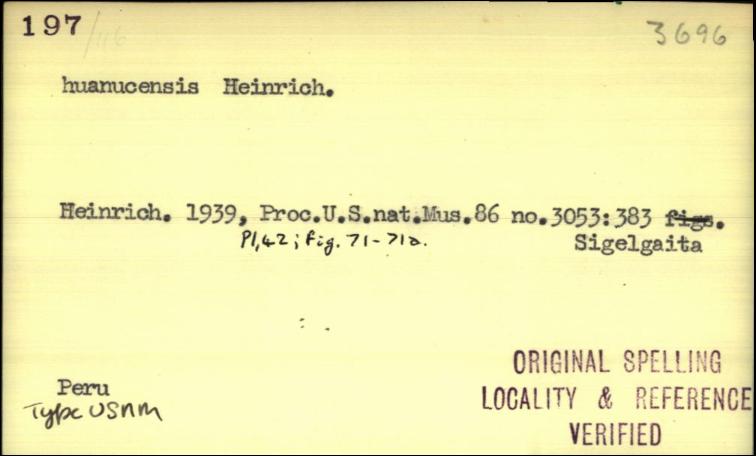 197 /116 3696
huanucensis Heinrich.
Heinrich. 1939, Proc.U.S.nat.Mus.86 no.3053:383 figs.
Pl,42; fig. 71-71a.
Sigelgaita
Peru
Type USNM
ORIGINAL SPELLING
LOCALITY & REFERENCE
VERIFIED